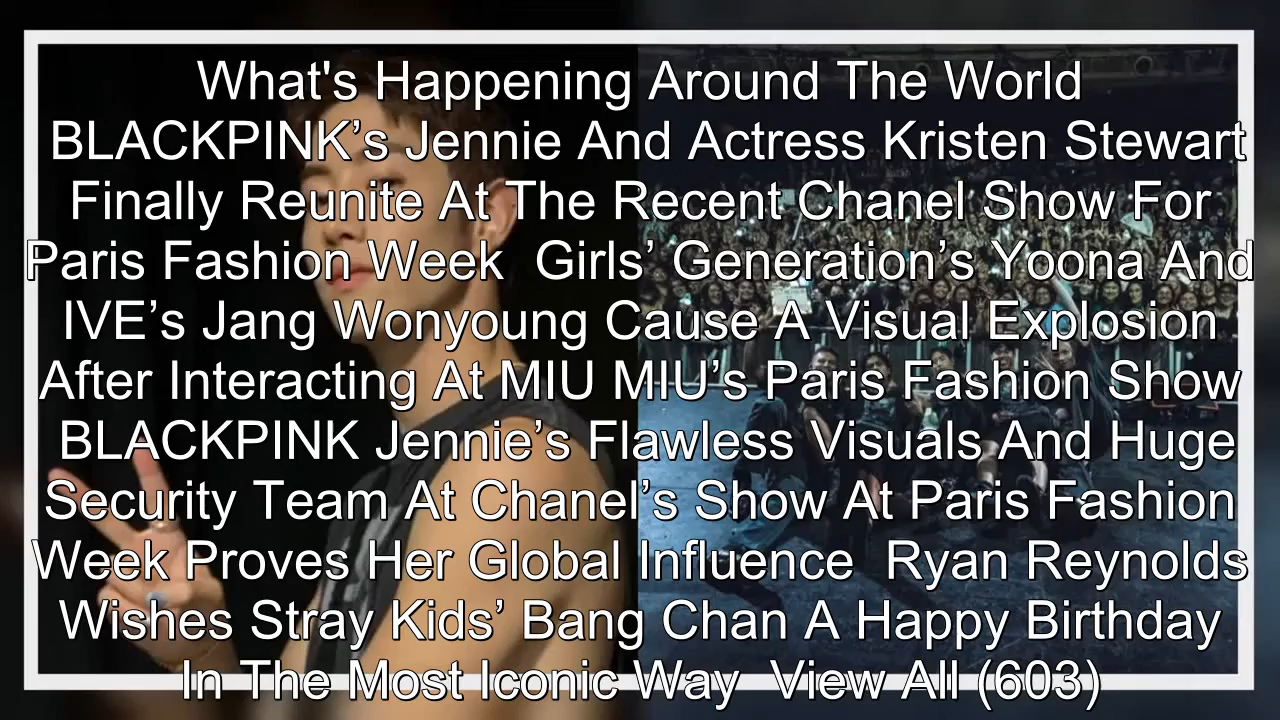 What's Happening Around The World
BLACKPINK’s Jennie And Actress Kristen Stewart
Finally Reunite At The Recent Chanel Show For
Paris Fashion Week  Girls’ Generation’s Yoona And
IVE’s Jang Wonyoung Cause A Visual Explosion
After Interacting At MIU MIU’s Paris Fashion Show
BLACKPINK Jennie’s Flawless Visuals And Huge
Security Team At Chanel’s Show At Paris Fashion
Week Proves Her Global Influence  Ryan Reynolds
Wishes Stray Kids’ Bang Chan A Happy Birthday
In The Most Iconic Way  View All (603)